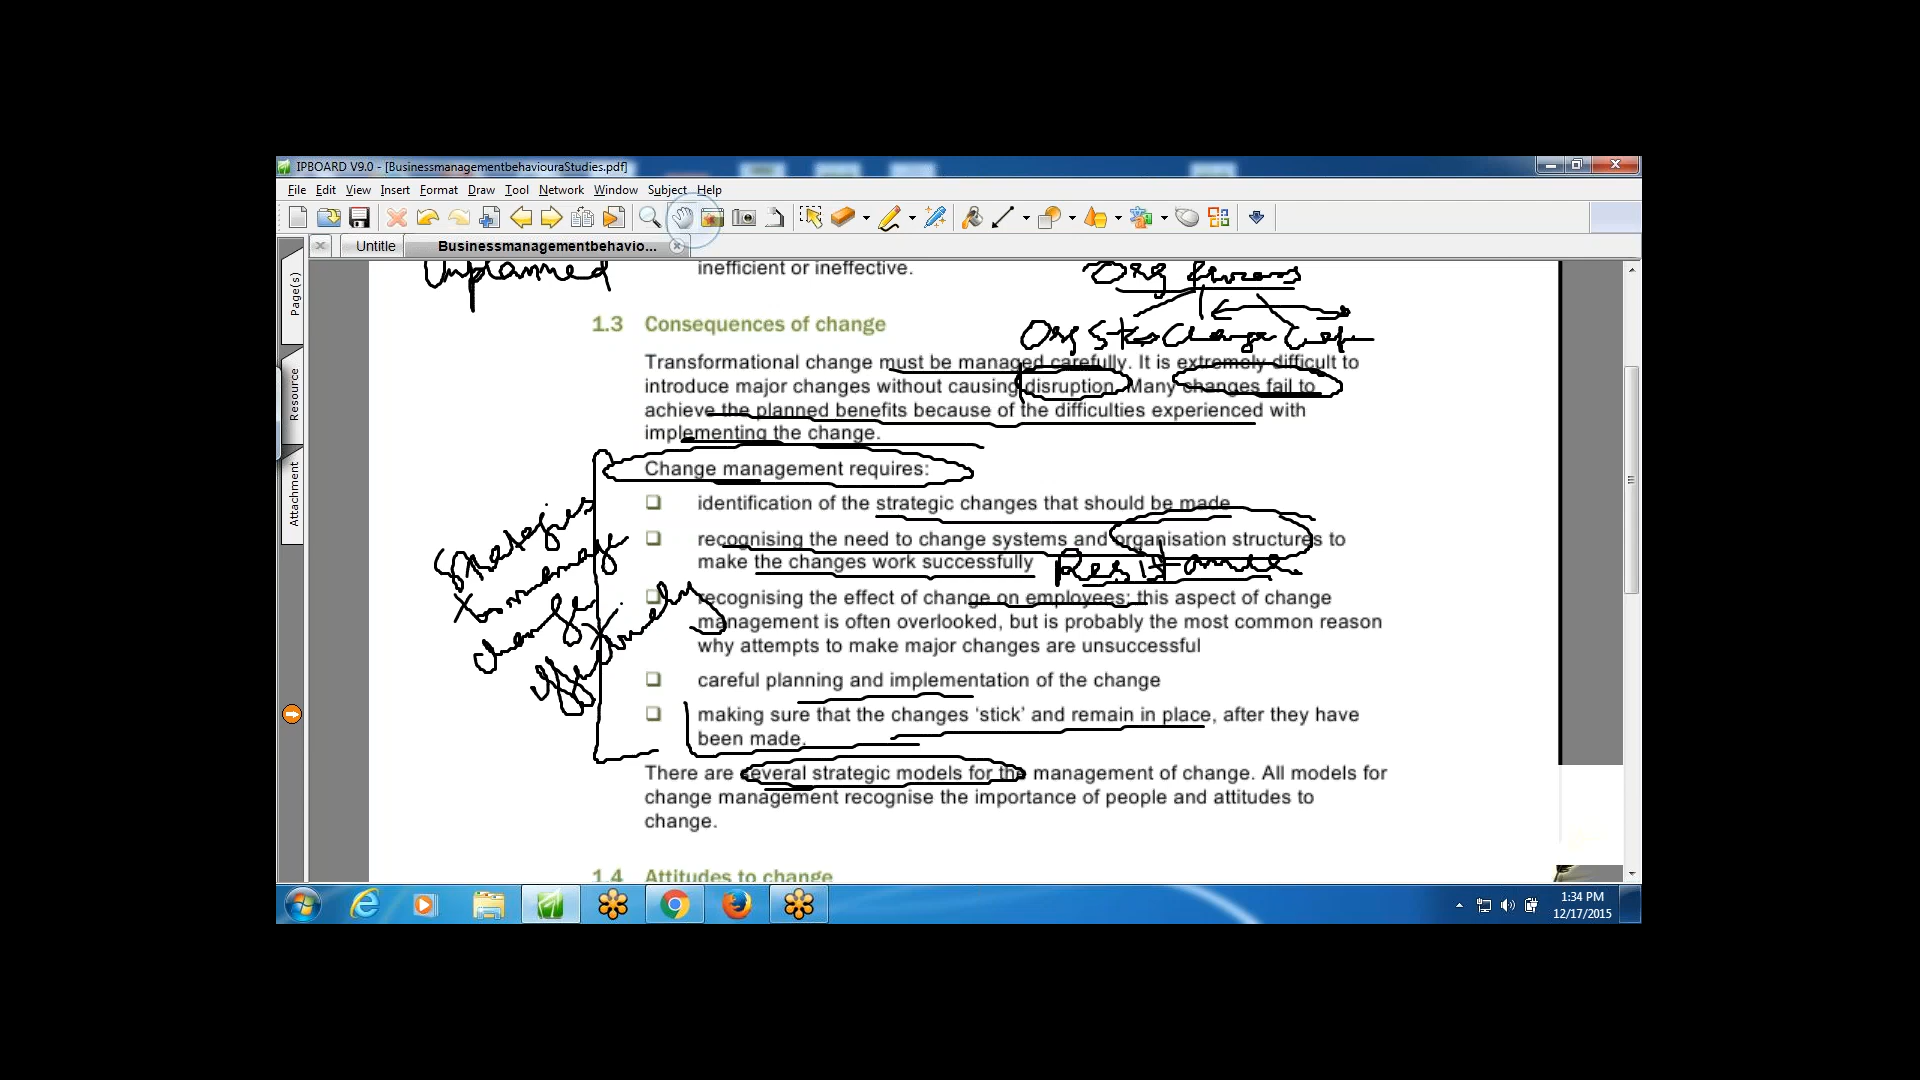 IPBOARD V9.0 - [BusinessmanagementbehaviouraStudies.pdf]
File Edit View Insert Format Draw Tool Network Window Subject Help
Untitle Businessmanagementbehavio...
Page(s)
Resource
Attachment
Unplanned
inefficient or ineffective.
Org
1.3 Consequences of change
Org Change
Transformational change must be managed carefully. It is extremely difficult to
introduce major changes without causing disruption. Many changes fail to
achieve the planned benefits because of the difficulties experienced with
implementing the change.
Change management requires:
❑ identification of the strategic changes that should be made
❑ recognising the need to change systems and organisation structures to
make the changes work successfully
Resistance
❑ recognising the effect of change on employees; this aspect of change
management is often overlooked, but is probably the most common reason
why attempts to make major changes are unsuccessful
❑ careful planning and implementation of the change
❑ making sure that the changes ‘stick’ and remain in place, after they have
been made.
Strategies
to manage
change
effectively
There are several strategic models for the management of change. All models for
change management recognise the importance of people and attitudes to
change.
1.4 Attitudes to change
1:34 PM
12/17/2015